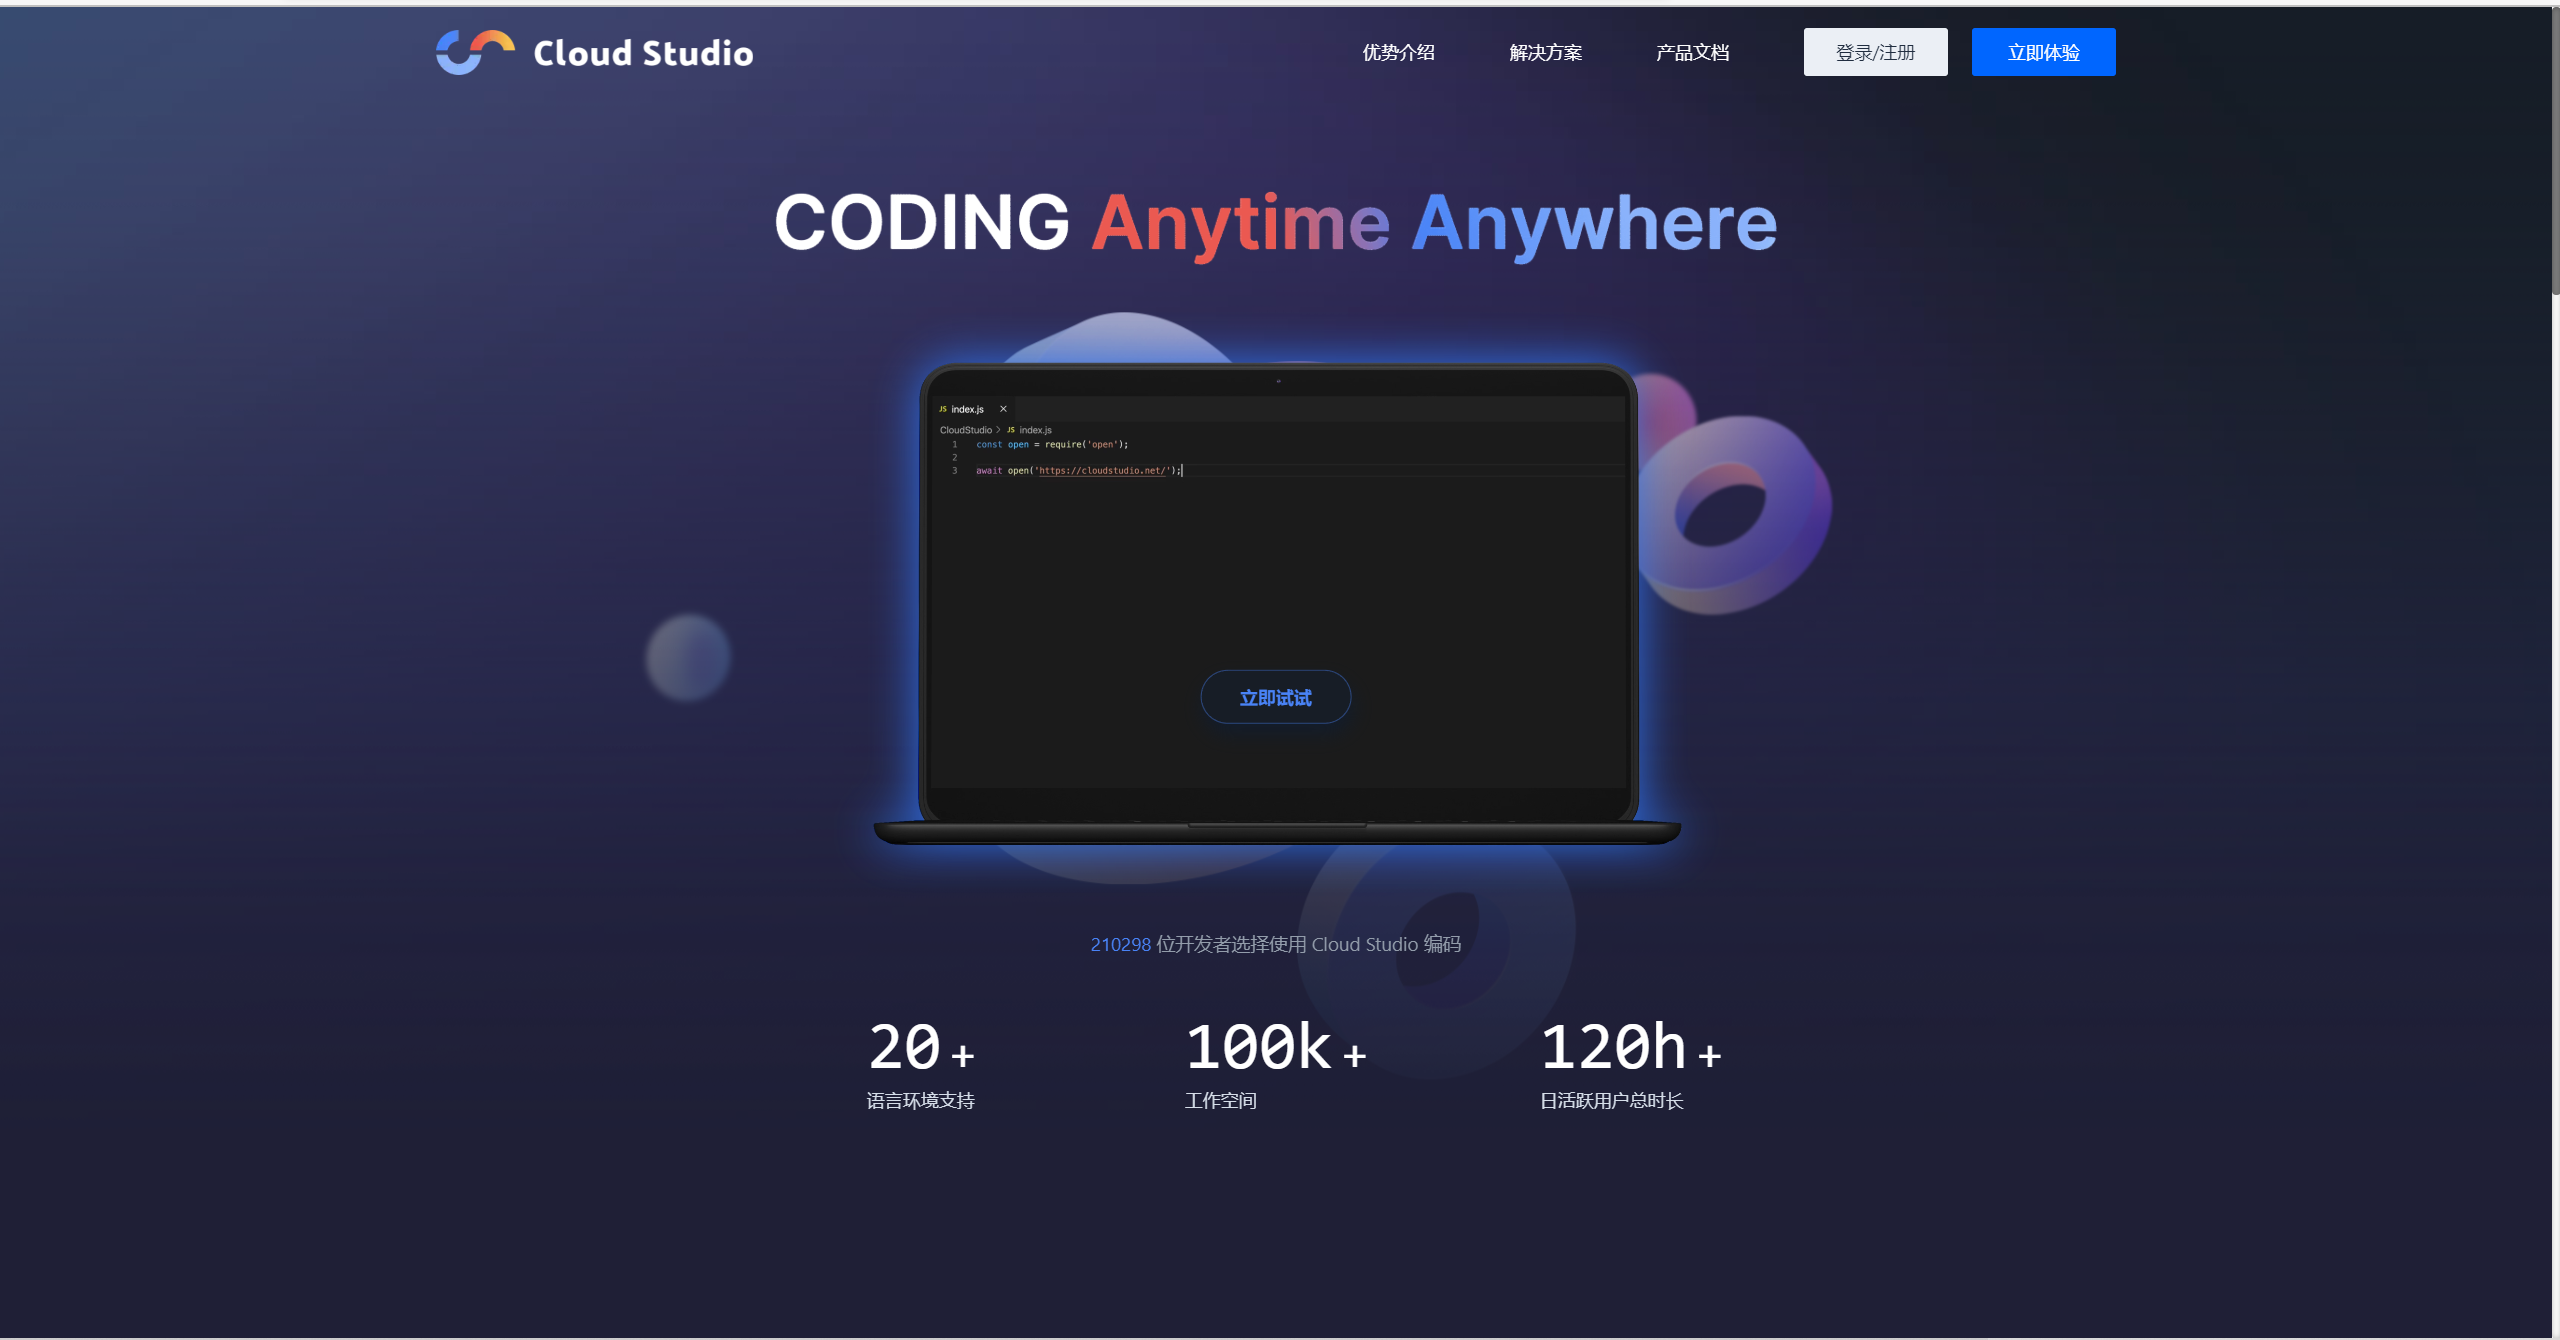 Cloud Studio
优势介绍
解决方案
产品文档
登录/注册
立即体验
CODING Anytime Anywhere
JS index.js ×
CloudStudio > JS index.js
1 const open = require('open');
2
3 await open('https://cloudstudio.net/');
立即试试
210298 位开发者选择使用 Cloud Studio 编码
20 +
语言环境支持
100k +
工作空间
120h +
日活跃用户总时长